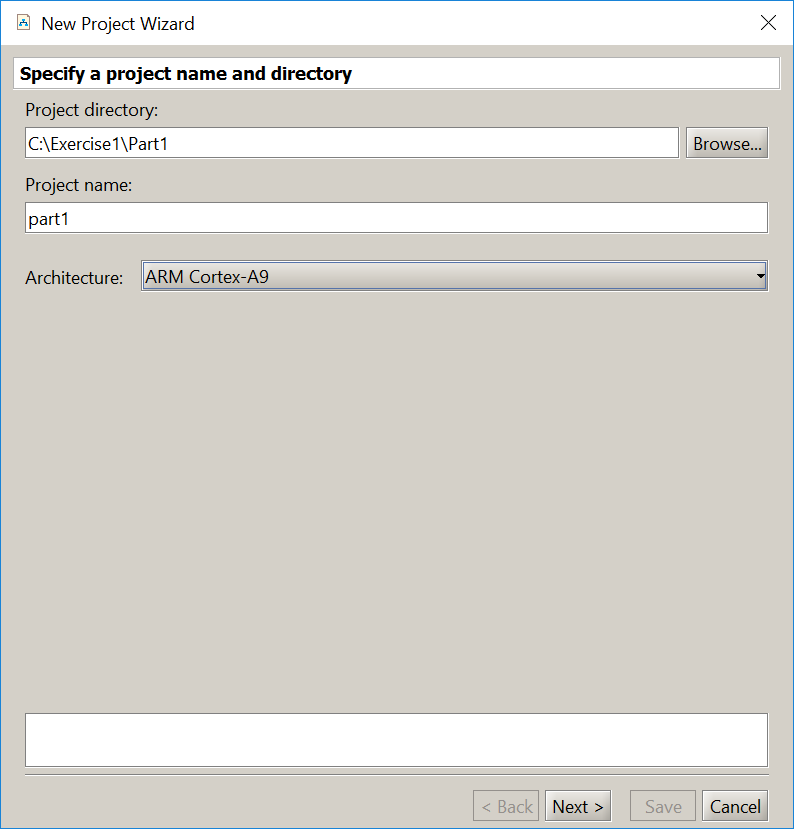 New Project Wizard
Specify a project name and directory
Project directory:
C:\Exercise1\Part1
Browse...
Project name:
part1
Architecture:
ARM Cortex-A9
< Back
Next >
Save
Cancel